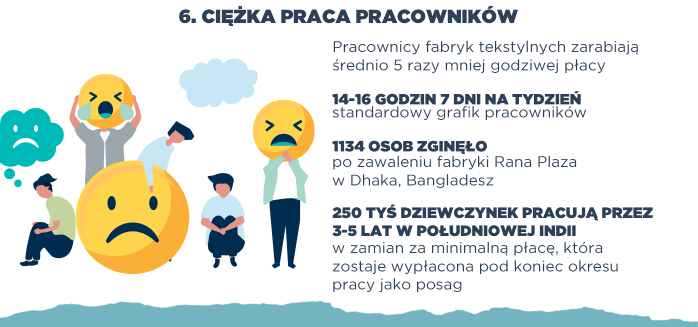 6. CIĘŻKA PRACA PRACOWNIKÓW
Pracownicy fabryk tekstylnych zarabiają
średnio 5 razy mniej godziwej płacy
14-16 GODZIN 7 DNI NA TYDZIEŃ
standardowy grafik pracowników
1134 OSOB ZGINĘŁO
po zawaleniu fabryki Rana Plaza
w Dhaka, Bangladesz
250 TYŚ DZIEWCZYNEK PRACUJĄ PRZEZ
3-5 LAT W POŁUDNIOWEJ INDII
w zamian za minimalną płacę, która
zostaje wypłacona pod koniec okresu
pracy jako posag